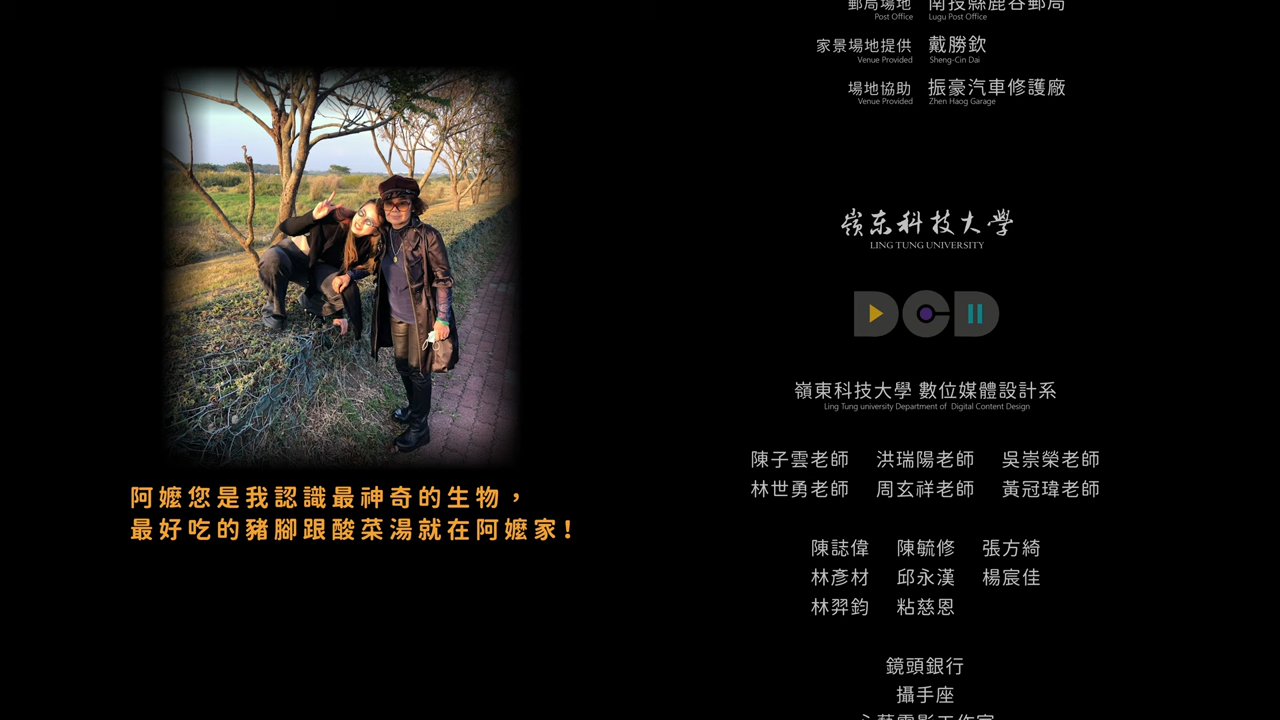 阿嬤您是我認識最神奇的生物，
最好吃的豬腳跟酸菜湯就在阿嬤家!
郵局場地 南投縣鹿谷郵局
Post Office Lugu Post Office
家景場地提供 戴勝欽
Venue Provided Sheng-Cin Dai
場地協助 振豪汽車修護廠
Venue Provided Zhen Haog Garage
嶺东科技大學
LING TUNG UNIVERSITY
DCD
嶺東科技大學 數位媒體設計系
Ling Tung university Department of Digital Content Design
陳子雲老師 洪瑞陽老師 吳崇榮老師
林世勇老師 周玄祥老師 黃冠瑋老師
陳誌偉 陳毓修 張方綺
林彥材 邱永漢 楊宸佳
林羿鈞 粘慈恩
鏡頭銀行
攝手座